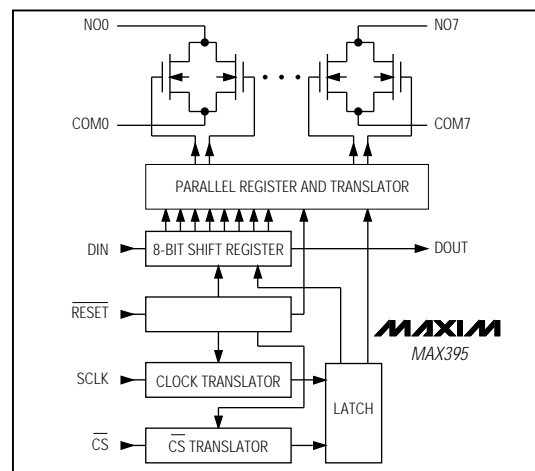 NO0
NO7
COM0
COM7
PARALLEL REGISTER AND TRANSLATOR
DIN
8-BIT SHIFT REGISTER
DOUT
RESET
MAXIM
MAX395
SCLK
CLOCK TRANSLATOR
LATCH
CS
CS TRANSLATOR